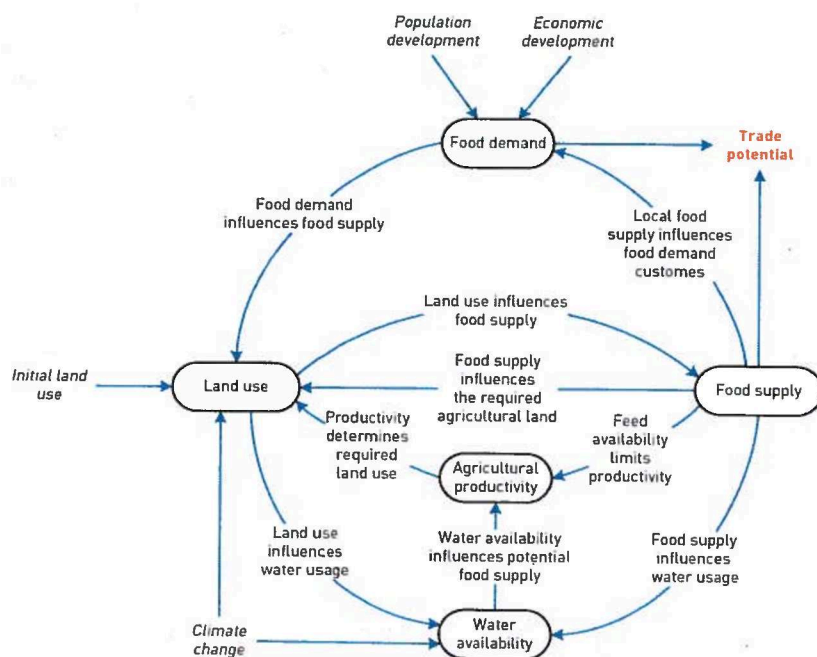 Population
development
Economic
development
Food demand
Trade
potential
Food demand
influences food supply
Local food
supply influences
food demand
customes
Land use influences
food supply
Initial land
use
Land use
Food supply
influences
the required
agricultural land
Food supply
Productivity
determines
required
land use
Feed
availability
limits
productivity
Agricultural
productivity
Land use
influences
water usage
Water availability
influences potential
food supply
Food supply
influences
water usage
Climate
change
Water
availability